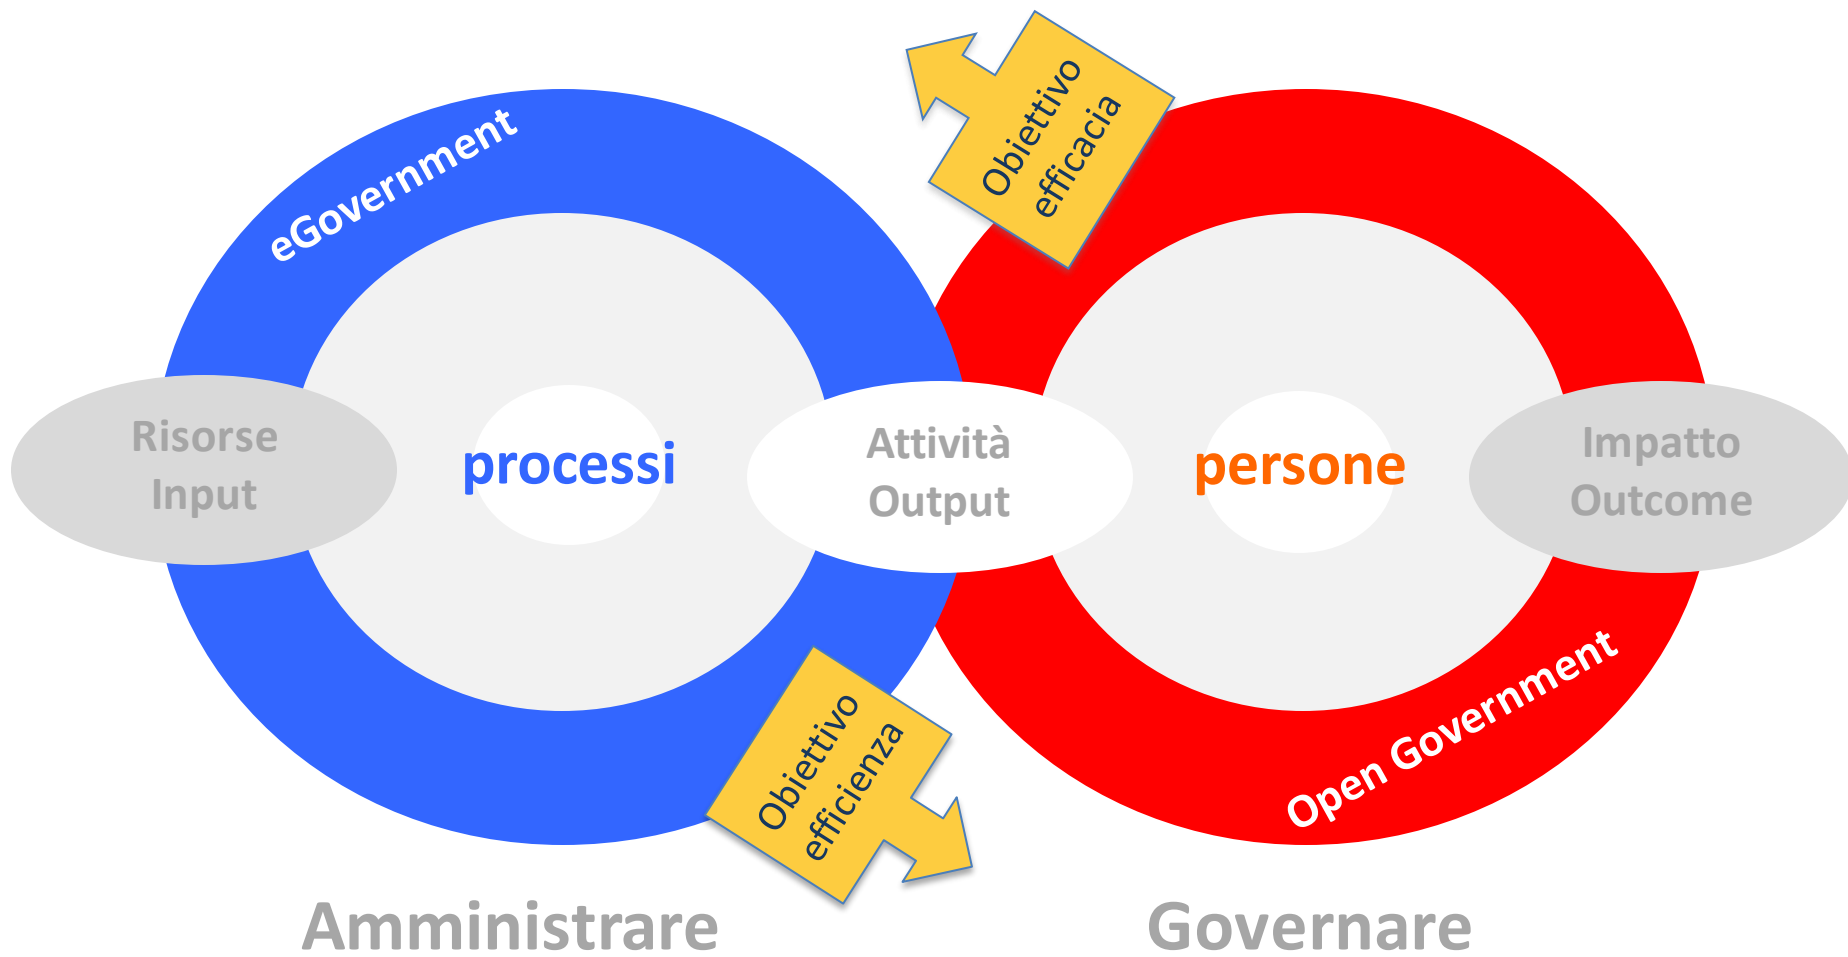 Obiettivo
efficacia
eGovernment
Risorse
Input
processi
Attività
Output
persone
Impatto
Outcome
Obiettivo
efficienza
Open Government
Amministrare
Governare